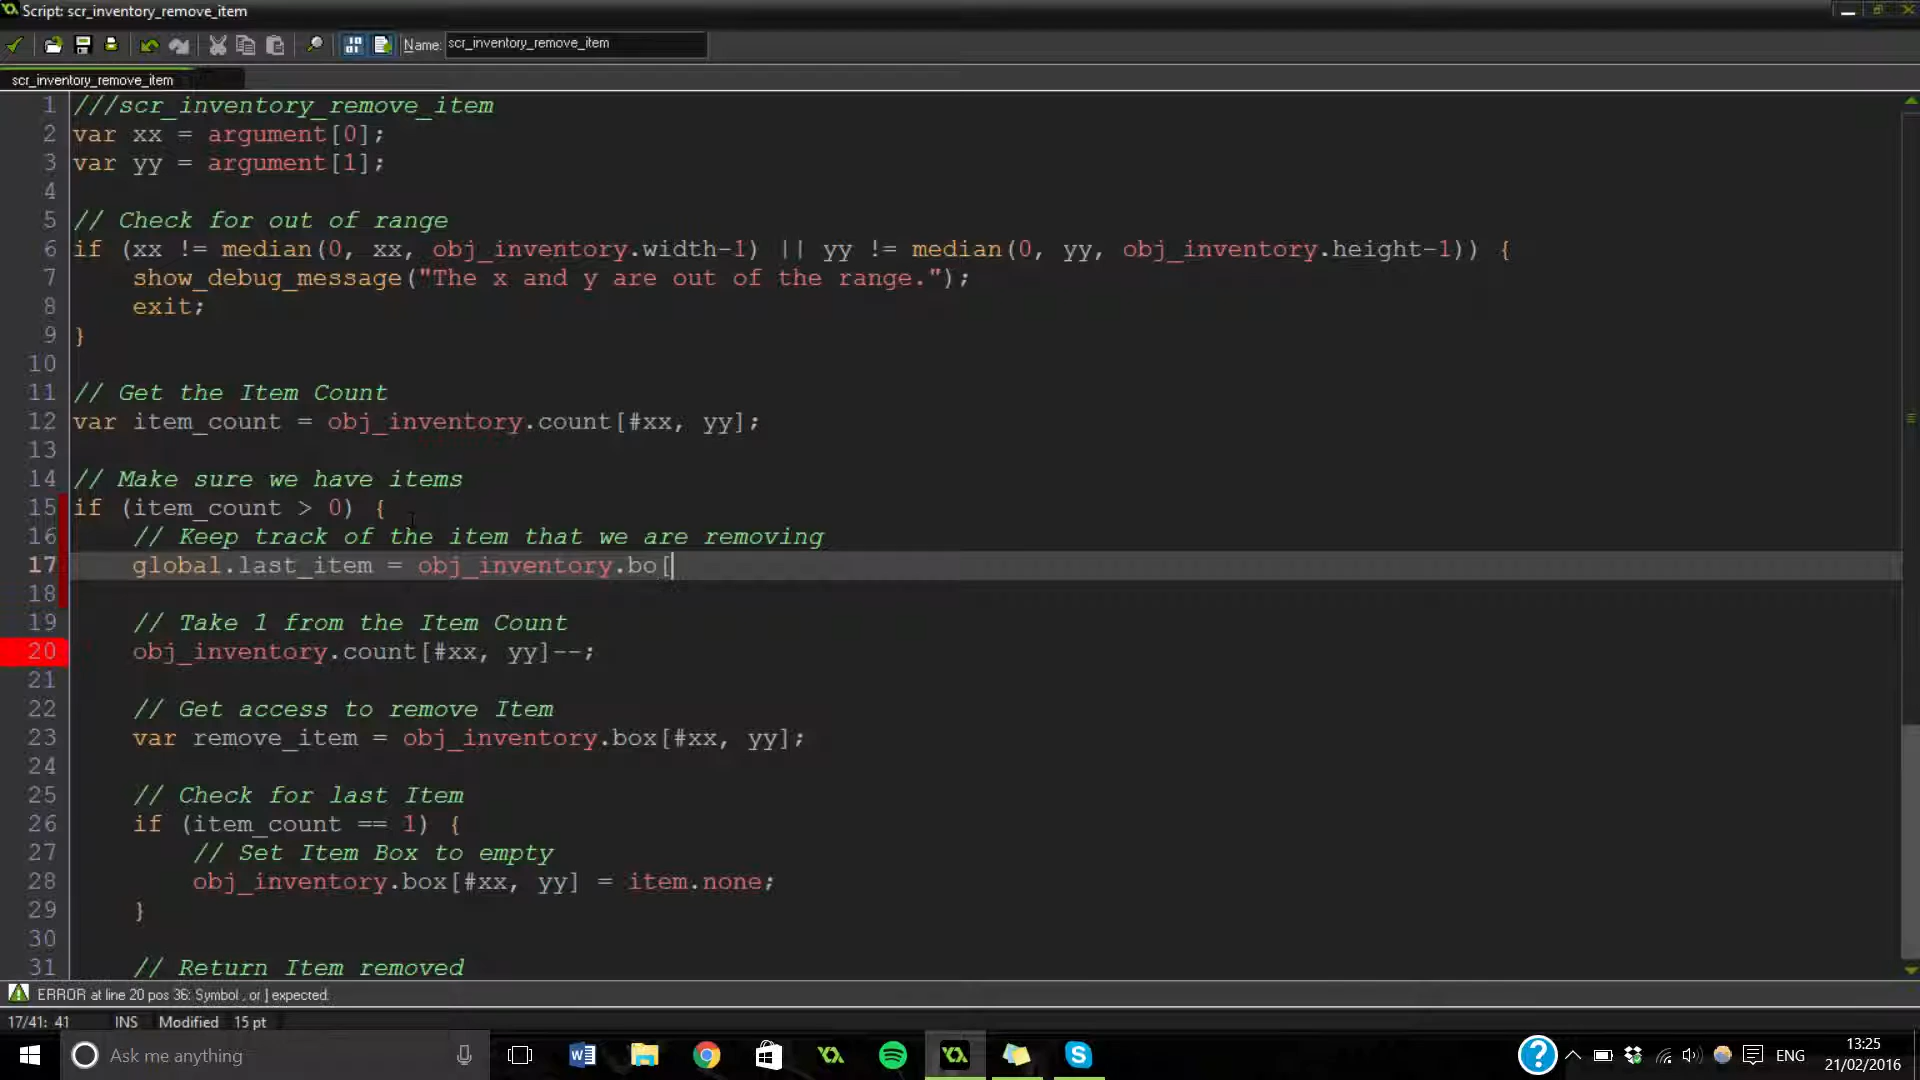 Script: scr_inventory_remove_item
Name: scr_inventory_remove_item
scr_inventory_remove_item
1 ///scr_inventory_remove_item
2 var xx = argument[0];
3 var yy = argument[1];
4
5 // Check for out of range
6 if (xx != median(0, xx, obj_inventory.width-1) || yy != median(0, yy, obj_inventory.height-1)) {
7 show_debug_message("The x and y are out of the range.");
8 exit;
9 }
10
11 // Get the Item Count
12 var item_count = obj_inventory.count[#xx, yy];
13
14 // Make sure we have items
15 if (item_count > 0) {
16 // Keep track of the item that we are removing
17 global.last_item = obj_inventory.bo[
18
19 // Take 1 from the Item Count
20 obj_inventory.count[#xx, yy]--;
21
22 // Get access to remove Item
23 var remove_item = obj_inventory.box[#xx, yy];
24
25 // Check for last Item
26 if (item_count == 1) {
27 // Set Item Box to empty
28 obj_inventory.box[#xx, yy] = item.none;
29 }
30
31 // Return Item removed
ERROR at line 20 pos 36: Symbol , or ] expected.
17/41: 41 INS Modified 15 pt
Ask me anything
ENG
13:25
21/02/2016